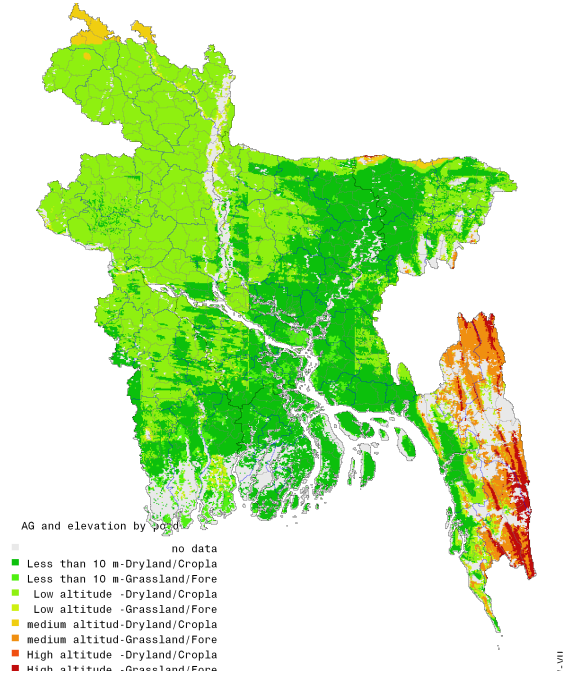 AG and elevation by po d
no data
Less than 10 m-Dryland/Cropla
Less than 10 m-Grassland/Fore
Low altitude -Dryland/Cropla
Low altitude -Grassland/Fore
medium altitud-Dryland/Cropla
medium altitud-Grassland/Fore
High altitude -Dryland/Cropla
High altitude -Grassland/Fore